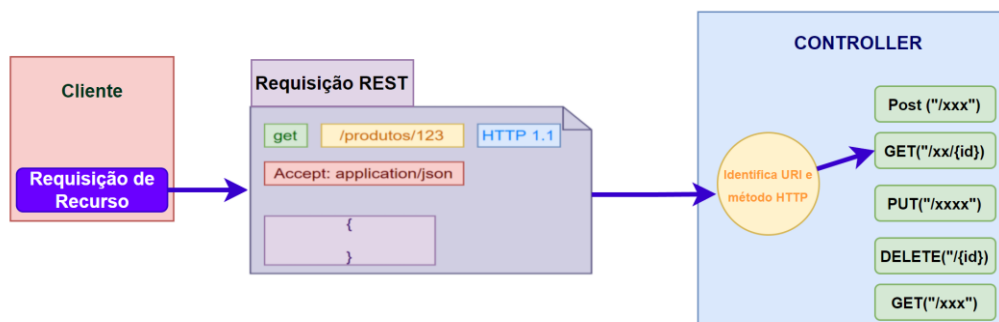 Cliente
Requisição de
Recurso
Requisição REST
get
/produtos/123
HTTP 1.1
Accept: application/json
{
}
CONTROLLER
Identifica URI e
método HTTP
Post ("/xxx")
GET("/xx/{id})
PUT("/xxxx")
DELETE("/{id})
GET("/xxx")